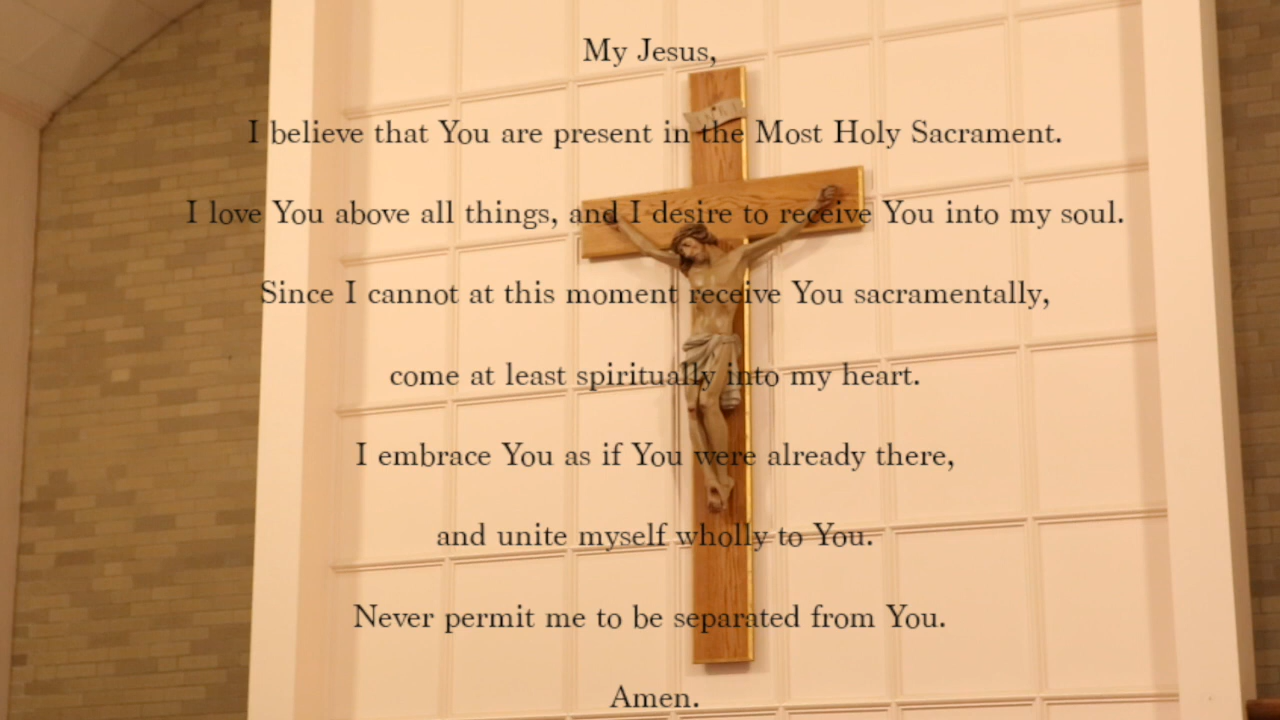 My Jesus,
I believe that You are present in the Most Holy Sacrament.
I love You above all things, and I desire to receive You into my soul.
Since I cannot at this moment receive You sacramentally,
come at least spiritually into my heart.
I embrace You as if You were already there,
and unite myself wholly to You.
Never permit me to be separated from You.
Amen.